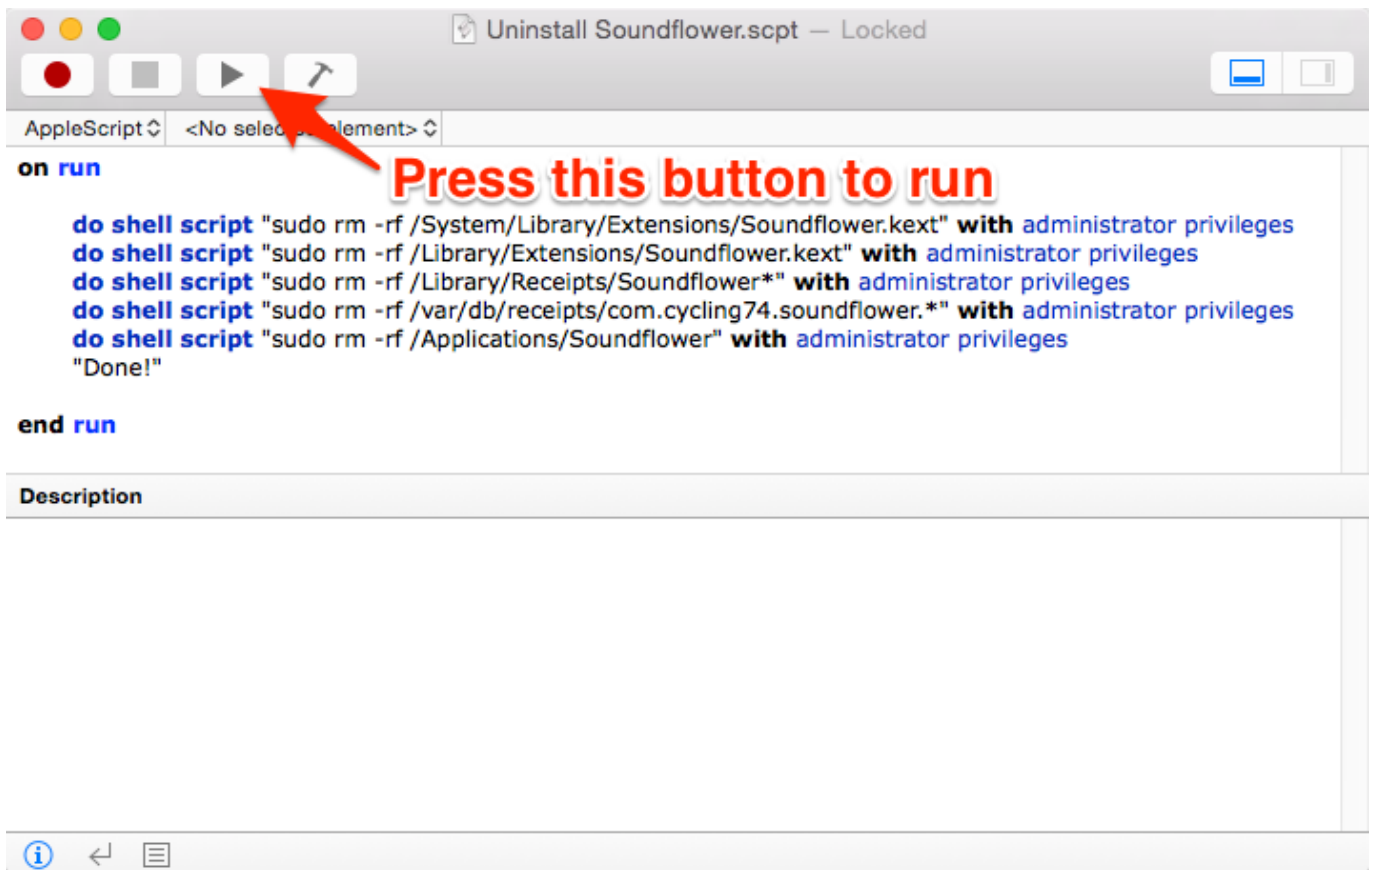 Uninstall Soundflower.scpt — Locked
AppleScript <No selec element>
Press this button to run
on run
do shell script "sudo rm -rf /System/Library/Extensions/Soundflower.kext" with administrator privileges
do shell script "sudo rm -rf /Library/Extensions/Soundflower.kext" with administrator privileges
do shell script "sudo rm -rf /Library/Receipts/Soundflower*" with administrator privileges
do shell script "sudo rm -rf /var/db/receipts/com.cycling74.soundflower.*" with administrator privileges
do shell script "sudo rm -rf /Applications/Soundflower" with administrator privileges
"Done!"
end run
Description